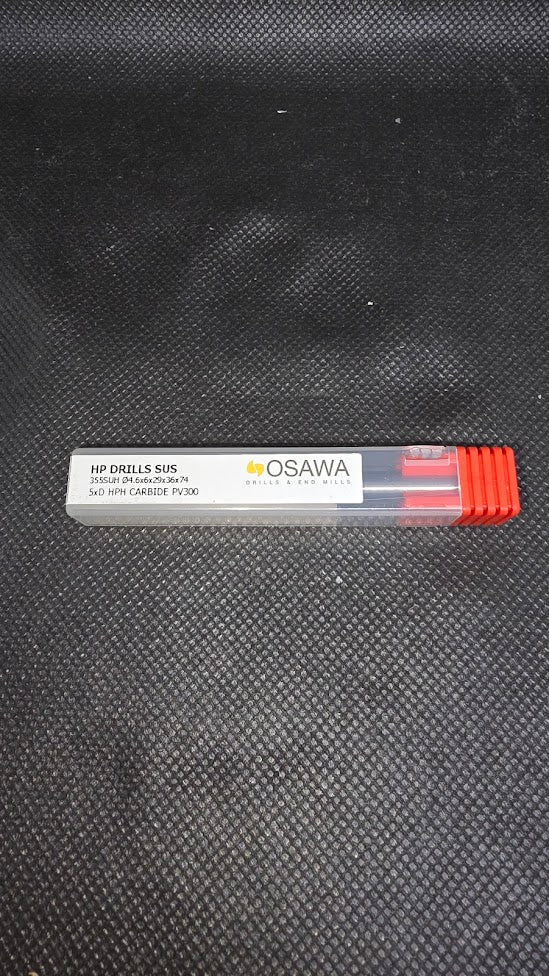 HP DRILLS SUS
355SUH Ø4.6x6x29x36x74
5xD HPH CARBIDE PV300
OSAWA
DRILLS & END MILLS